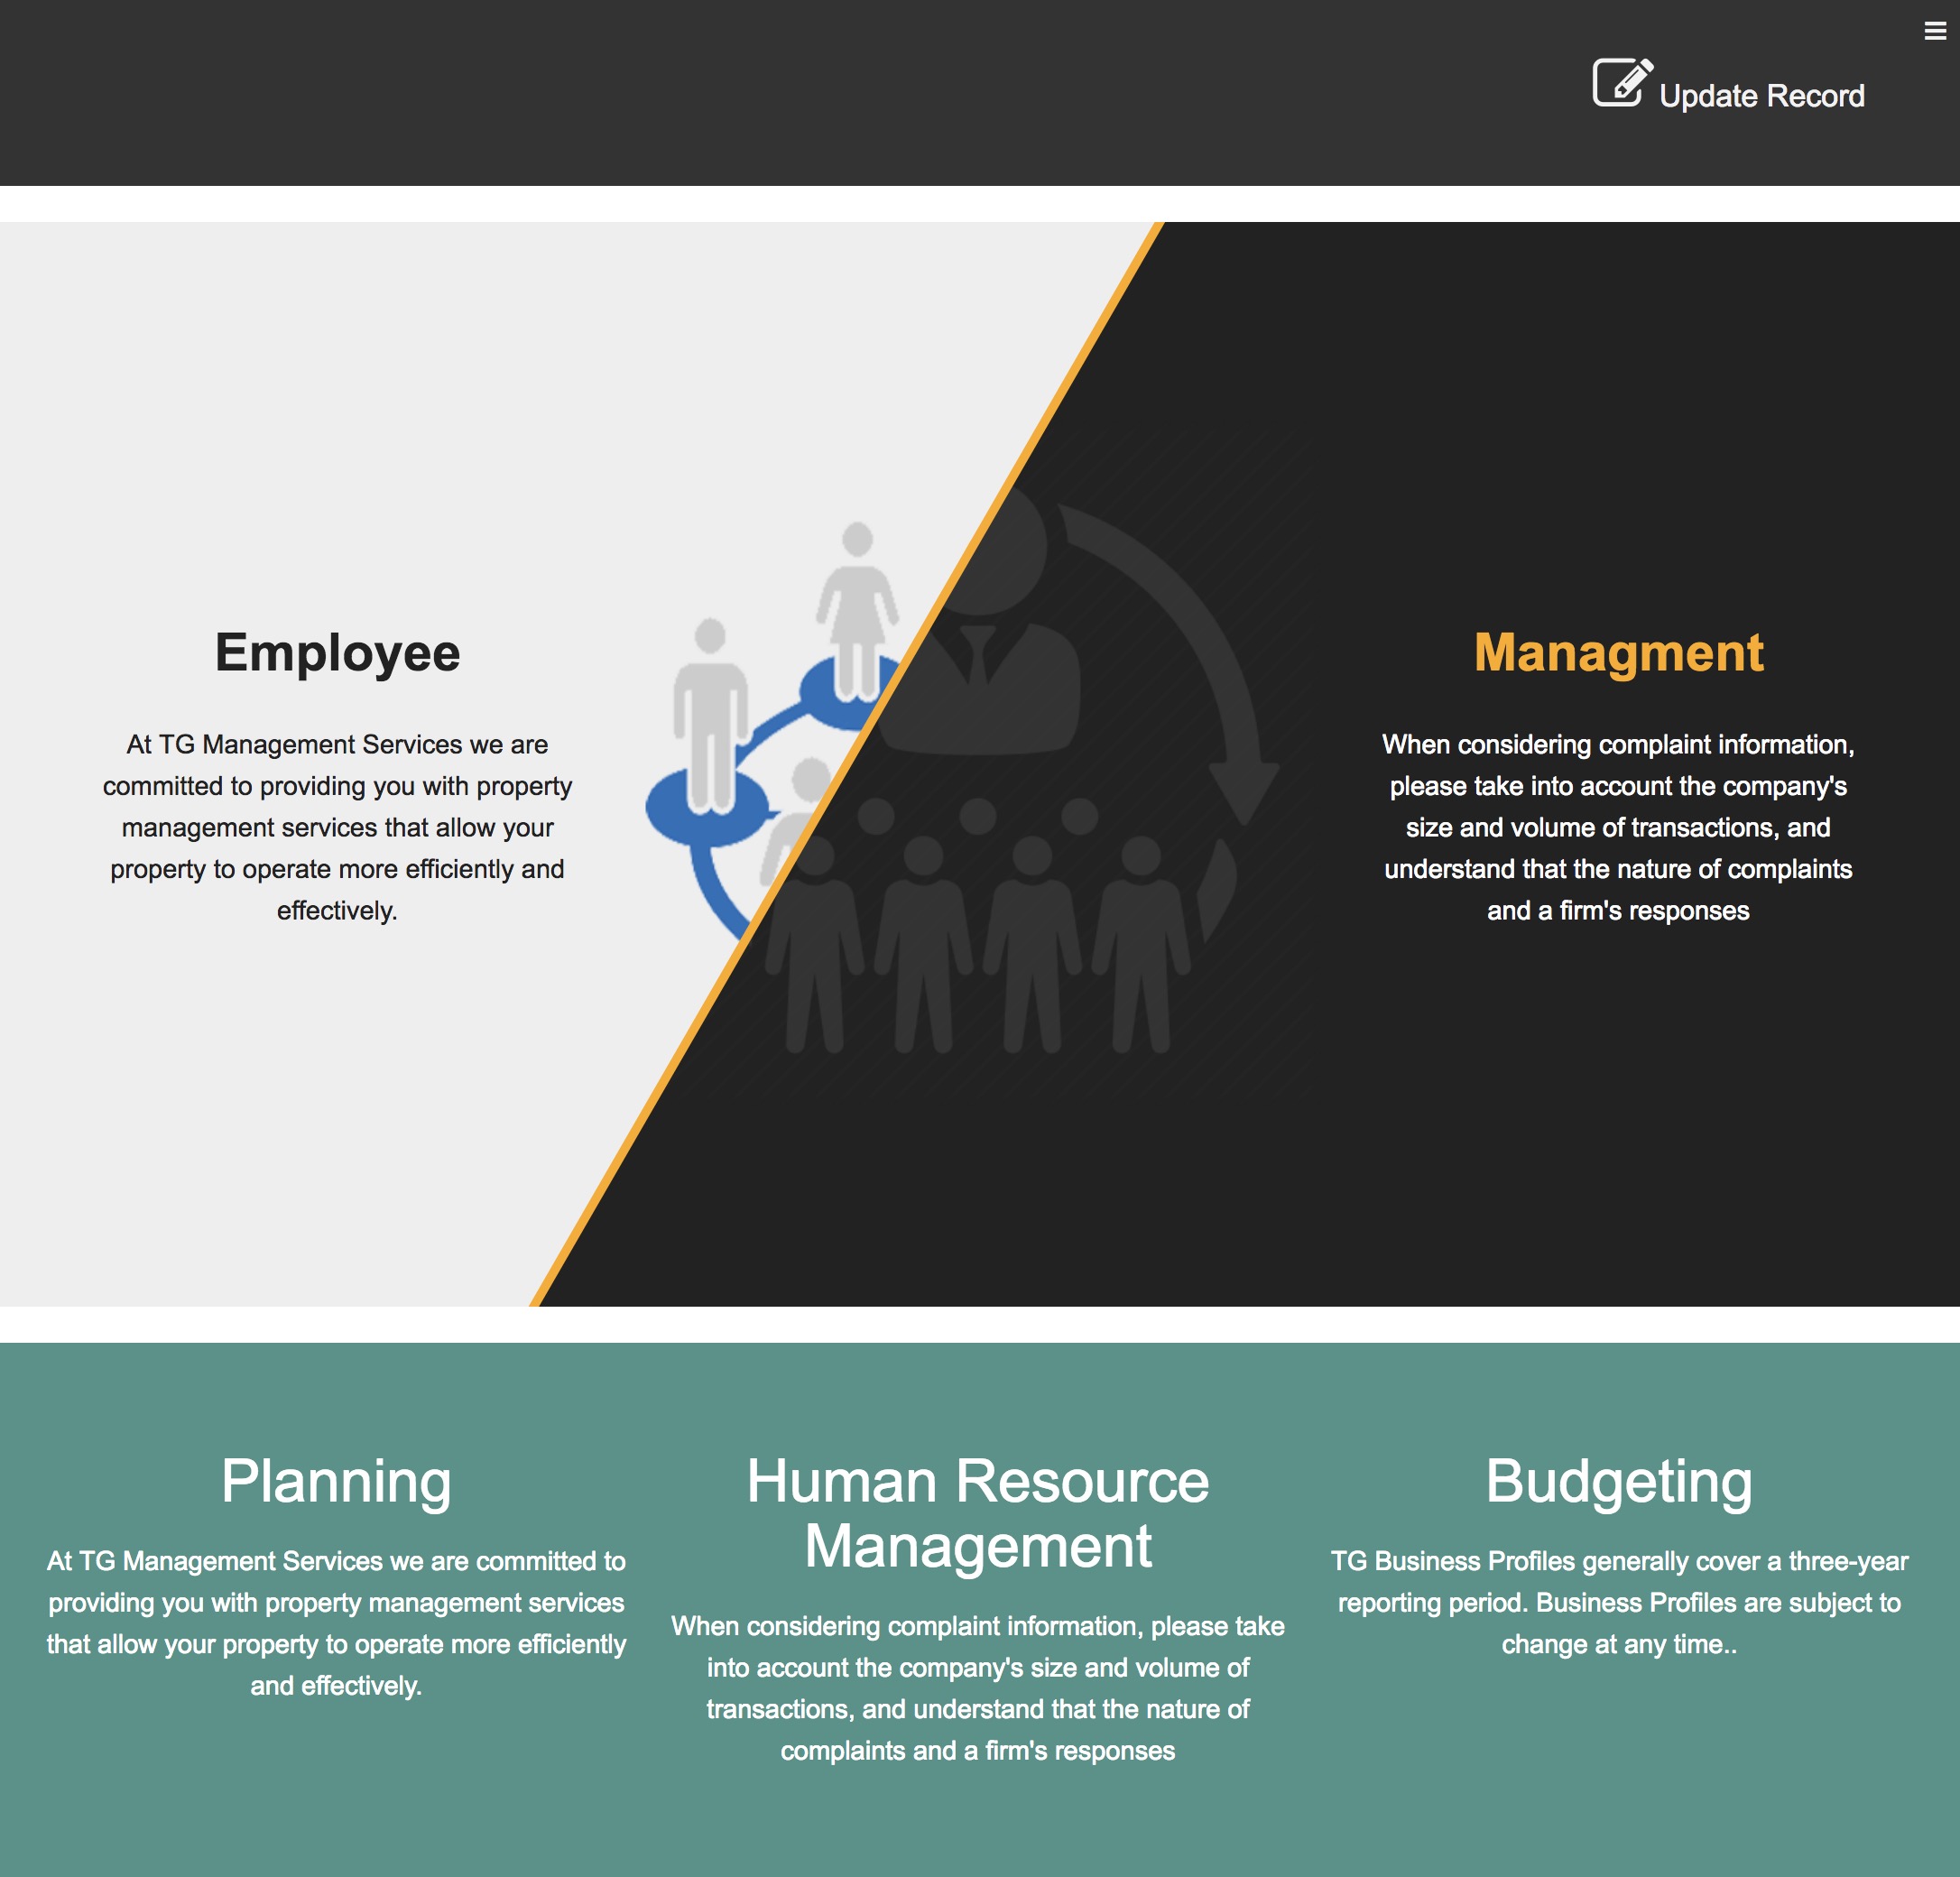 Update Record
Employee
At TG Management Services we are
committed to providing you with property
management services that allow your
property to operate more efficiently and
effectively.
Managment
When considering complaint information,
please take into account the company's
size and volume of transactions, and
understand that the nature of complaints
and a firm's responses
Planning
At TG Management Services we are committed to
providing you with property management services
that allow your property to operate more efficiently
and effectively.
Human Resource
Management
When considering complaint information, please take
into account the company's size and volume of
transactions, and understand that the nature of
complaints and a firm's responses
Budgeting
TG Business Profiles generally cover a three-year
reporting period. Business Profiles are subject to
change at any time..